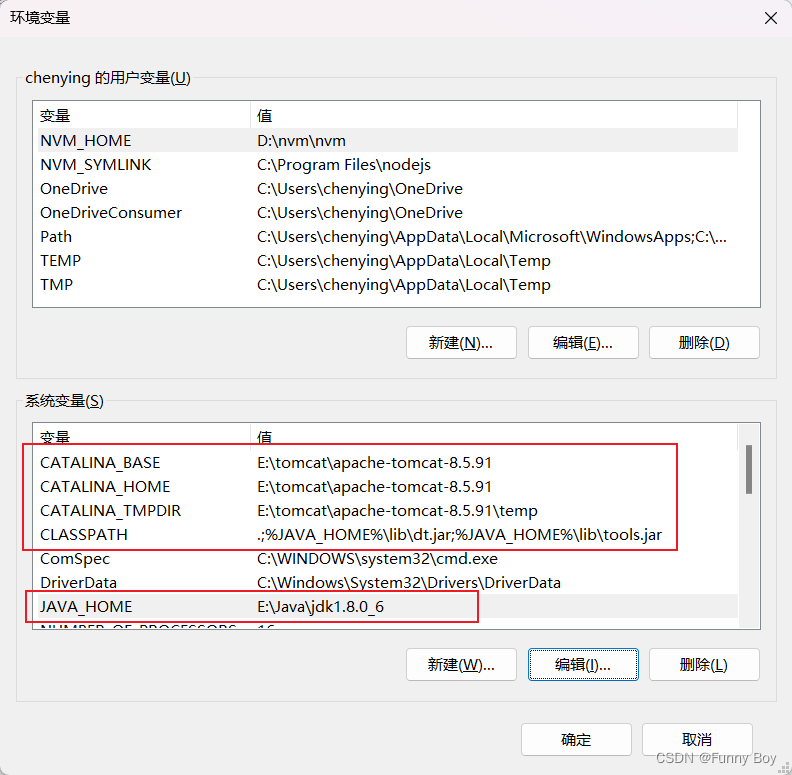 环境变量
chenying 的用户变量(U)
变量 值
NVM_HOME D:\nvm\nvm
NVM_SYMLINK C:\Program Files\nodejs
OneDrive C:\Users\chenying\OneDrive
OneDriveConsumer C:\Users\chenying\OneDrive
Path C:\Users\chenying\AppData\Local\Microsoft\WindowsApps;C:\...
TEMP C:\Users\chenying\AppData\Local\Temp
TMP C:\Users\chenying\AppData\Local\Temp
新建(N)... 编辑(E)... 删除(D)
系统变量(S)
变量 值
CATALINA_BASE E:\tomcat\apache-tomcat-8.5.91
CATALINA_HOME E:\tomcat\apache-tomcat-8.5.91
CATALINA_TMPDIR E:\tomcat\apache-tomcat-8.5.91\temp
CLASSPATH .;%JAVA_HOME%\lib\dt.jar;%JAVA_HOME%\lib\tools.jar
ComSpec C:\WINDOWS\system32\cmd.exe
DriverData C:\Windows\System32\Drivers\DriverData
JAVA_HOME E:\Java\jdk1.8.0_6
NUMBER_OF_PROCESSORS 16
新建(W)... 编辑(I)... 删除(L)
确定 取消
CSDN @Funny Boy